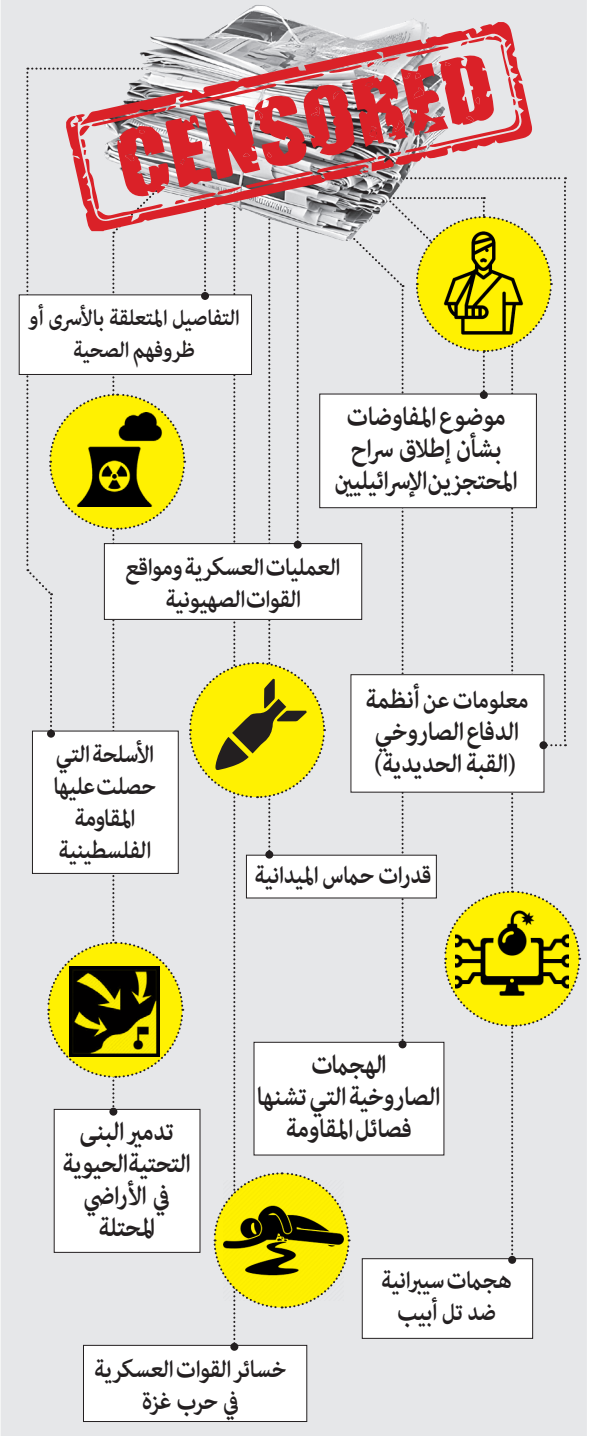 CENSORED
التفاصيل المتعلقة بالأسرى أو
ظروفهم الصحية
موضوع المفاوضات
بشأن إطلاق سراح
المحتجزين الإسرائيليين
العمليات العسكرية ومواقع
القوات الصهيونية
معلومات عن أنظمة
الدفاع الصاروخي
(القبة الحديدية)
الأسلحة التي
حصلت عليها
المقاومة
الفلسطينية
قدرات حماس الميدانية
الهجمات
الصاروخية التي تشنها
فصائل المقاومة
تدمير البنى
التحتية الحيوية
في الأراضي
المحتلة
هجمات سيبرانية
ضد تل أبيب
خسائر القوات العسكرية
في حرب غزة